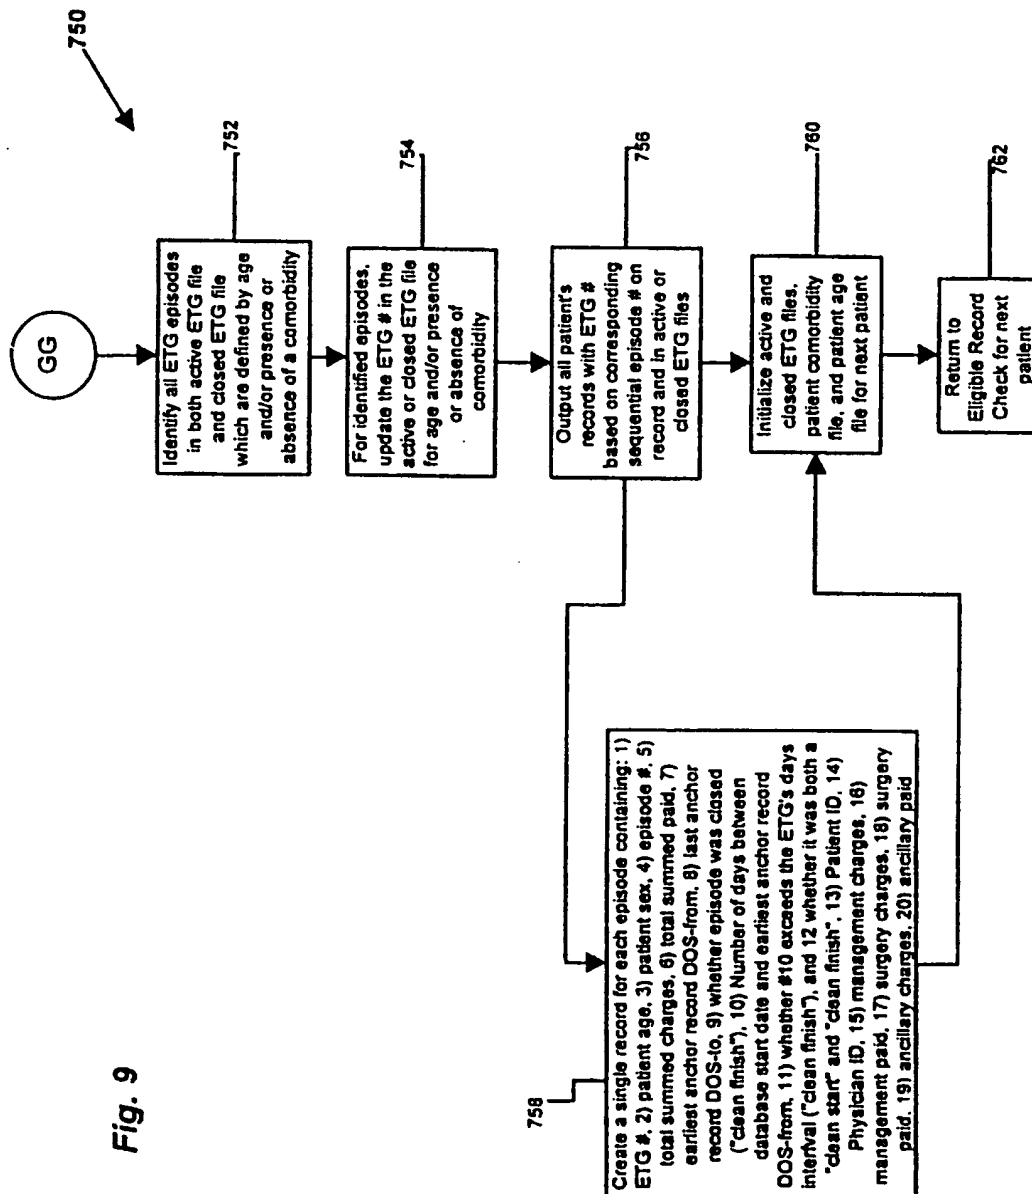 Fig. 9
750
GG
752
Identify all ETG episodes
in both active ETG file
and closed ETG file
which are defined by age
and/or presence or
absence of a comorbidity
754
For identified episodes,
update the ETG # in the
active or closed ETG file
for age and/or presence
or absence of
comorbidity
756
Output all patient's
records with ETG #
based on corresponding
sequential episode # on
record and in active or
closed ETG files
758
Create a single record for each episode containing: 1)
ETG #, 2) patient age, 3) patient sex, 4) episode #, 5)
total summed charges, 6) total summed paid, 7)
earliest anchor record DOS-from, 8) last anchor
record DOS-to, 9) whether episode was closed
("clean finish"), 10) Number of days between
database start date and earliest anchor record
DOS-from, 11) whether #10 exceeds the ETG's days
interval ("clean finish"), and 12 whether it was both a
"clean start" and "clean finish", 13) Patient ID, 14)
Physician ID, 15) management charges, 16)
management paid, 17) surgery charges, 18) surgery
paid, 19) ancillary charges, 20) ancillary paid
760
Initialize active and
closed ETG files,
patient comorbidity
file, and patient age
file for next patient
762
Return to
Eligible Record
Check for next
patient